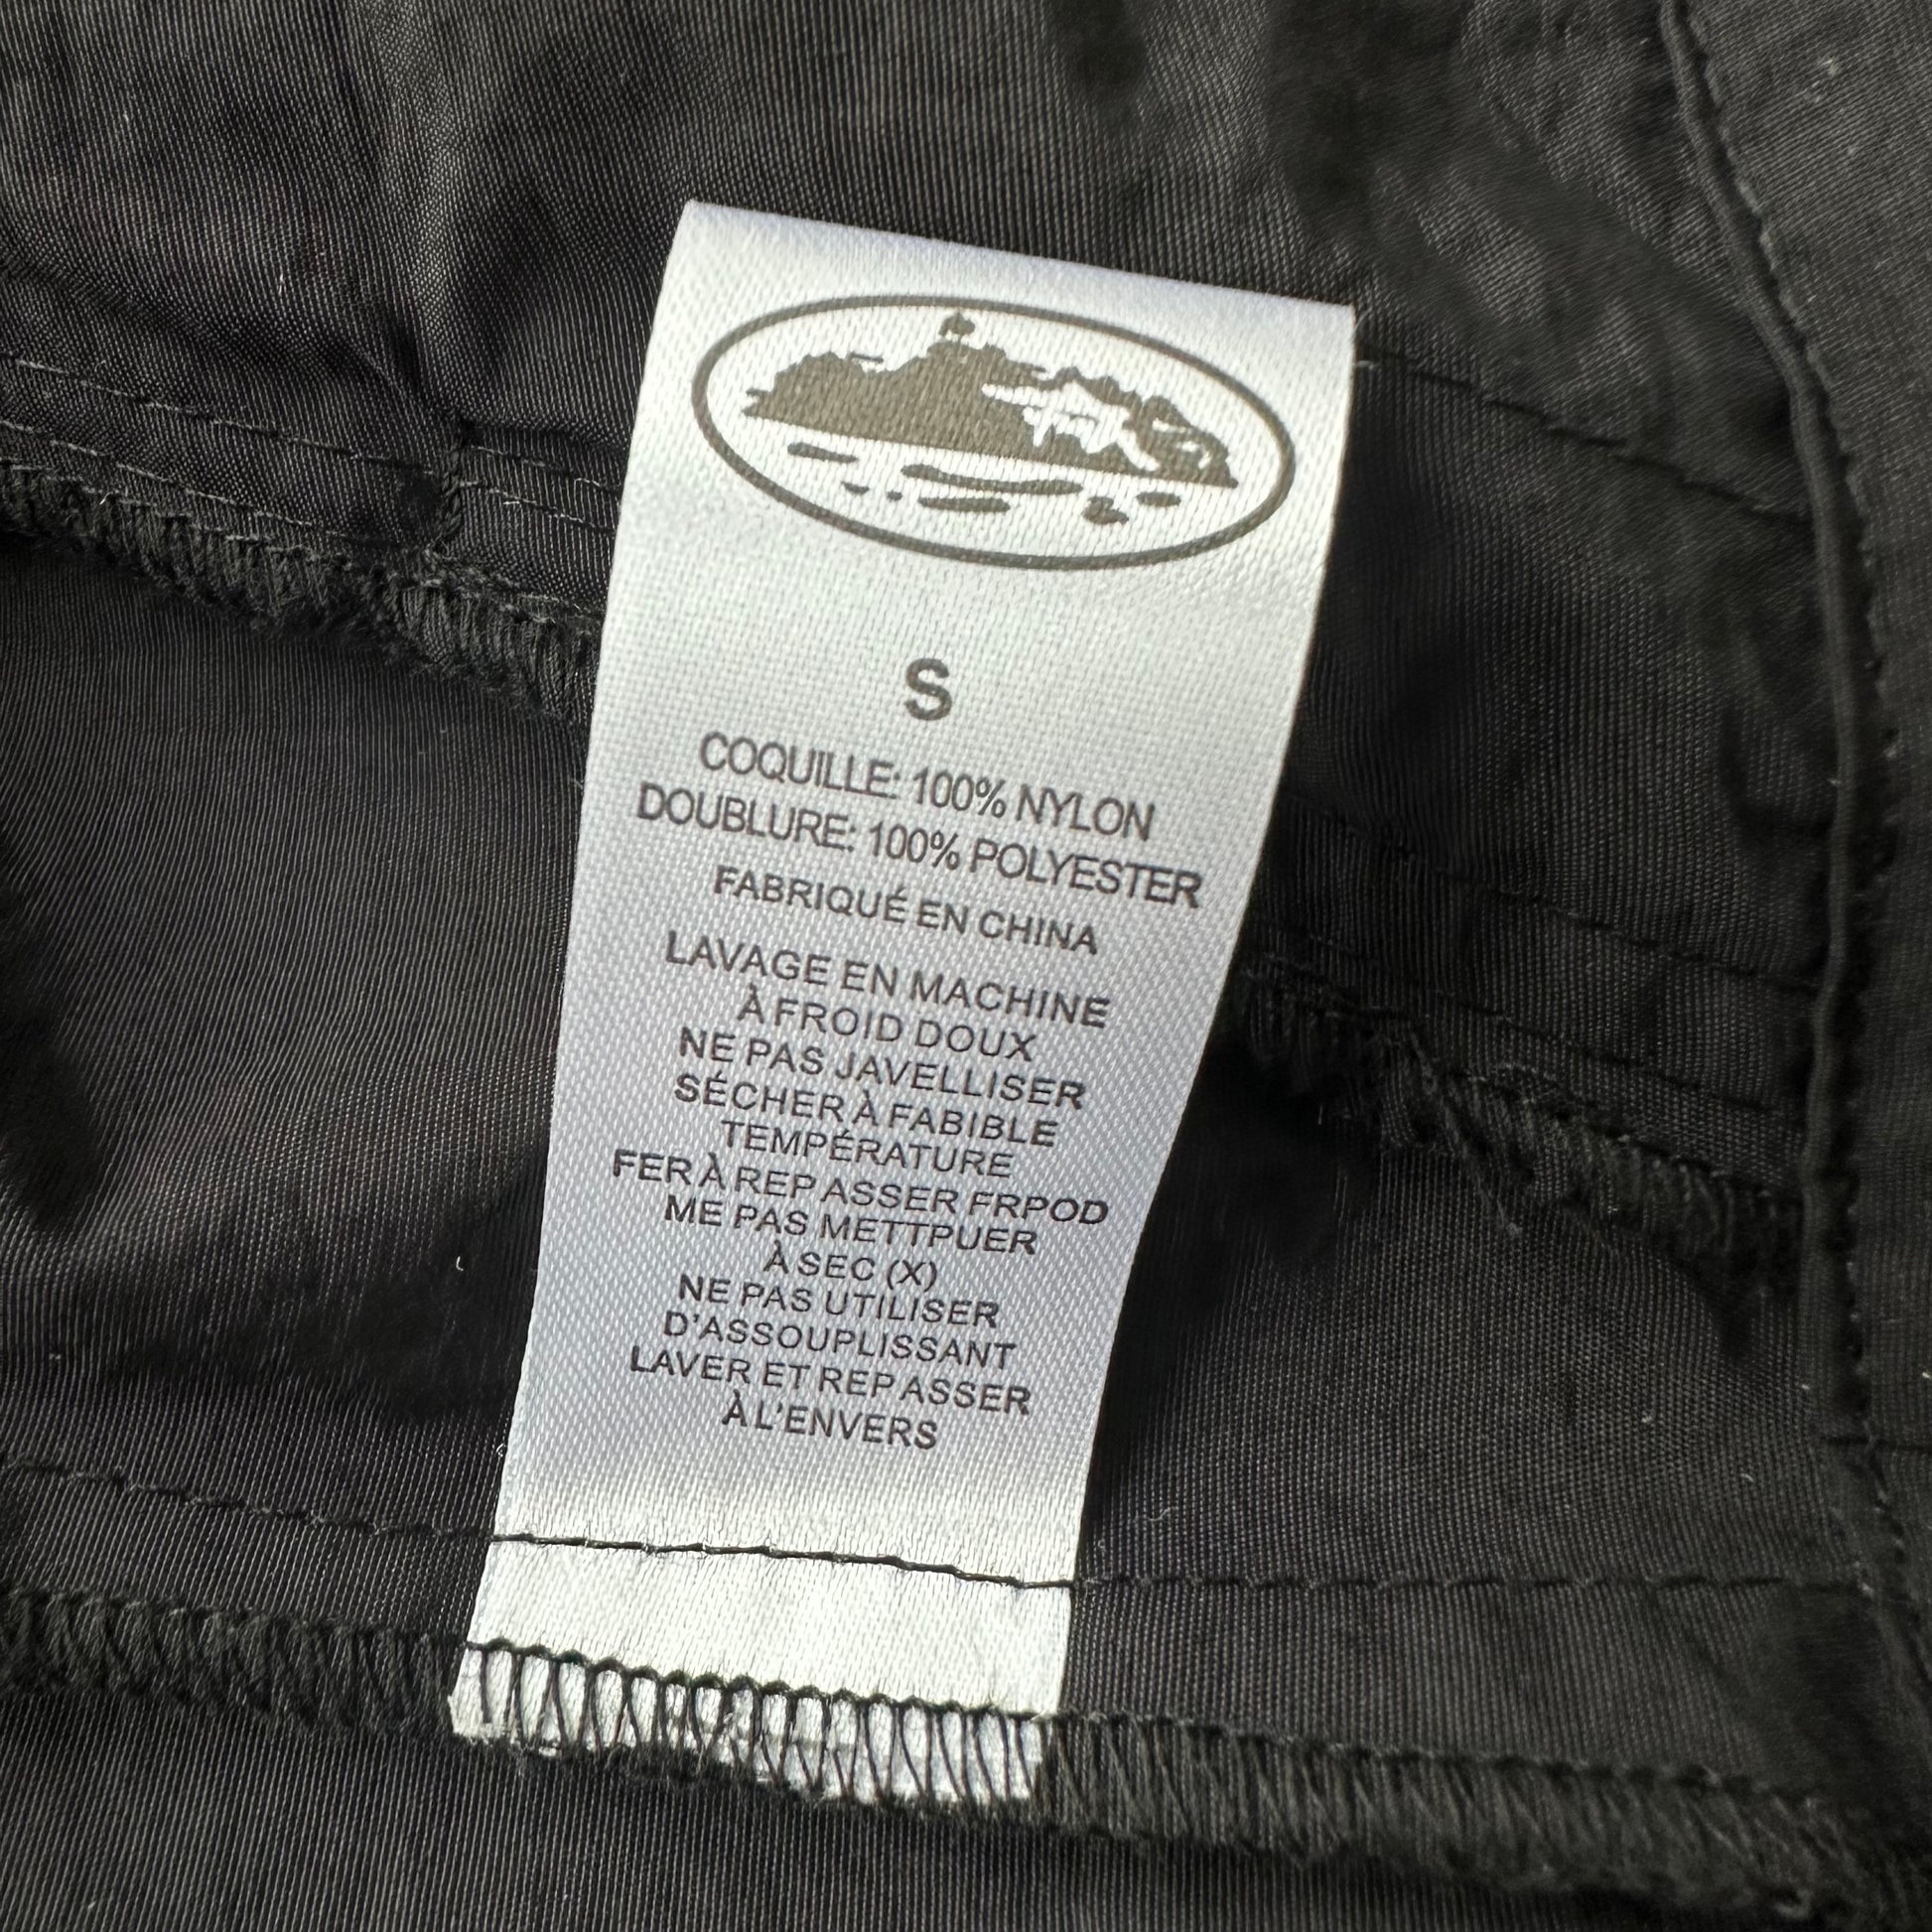 S
COQUILLE: 100% NYLON
DOUBLURE: 100% POLYESTER
FABRIQUÉ EN CHINA
LAVAGE EN MACHINE
À FROID DOUX
NE PAS JAVELLISER
SÉCHER À FABIBLE
TEMPÉRATURE
FER À REP ASSER FRPOD
ME PAS METTPUER
À SEC (X)
NE PAS UTILISER
D'ASSOUPLISSANT
LAVER ET REP ASSER
À L'ENVERS